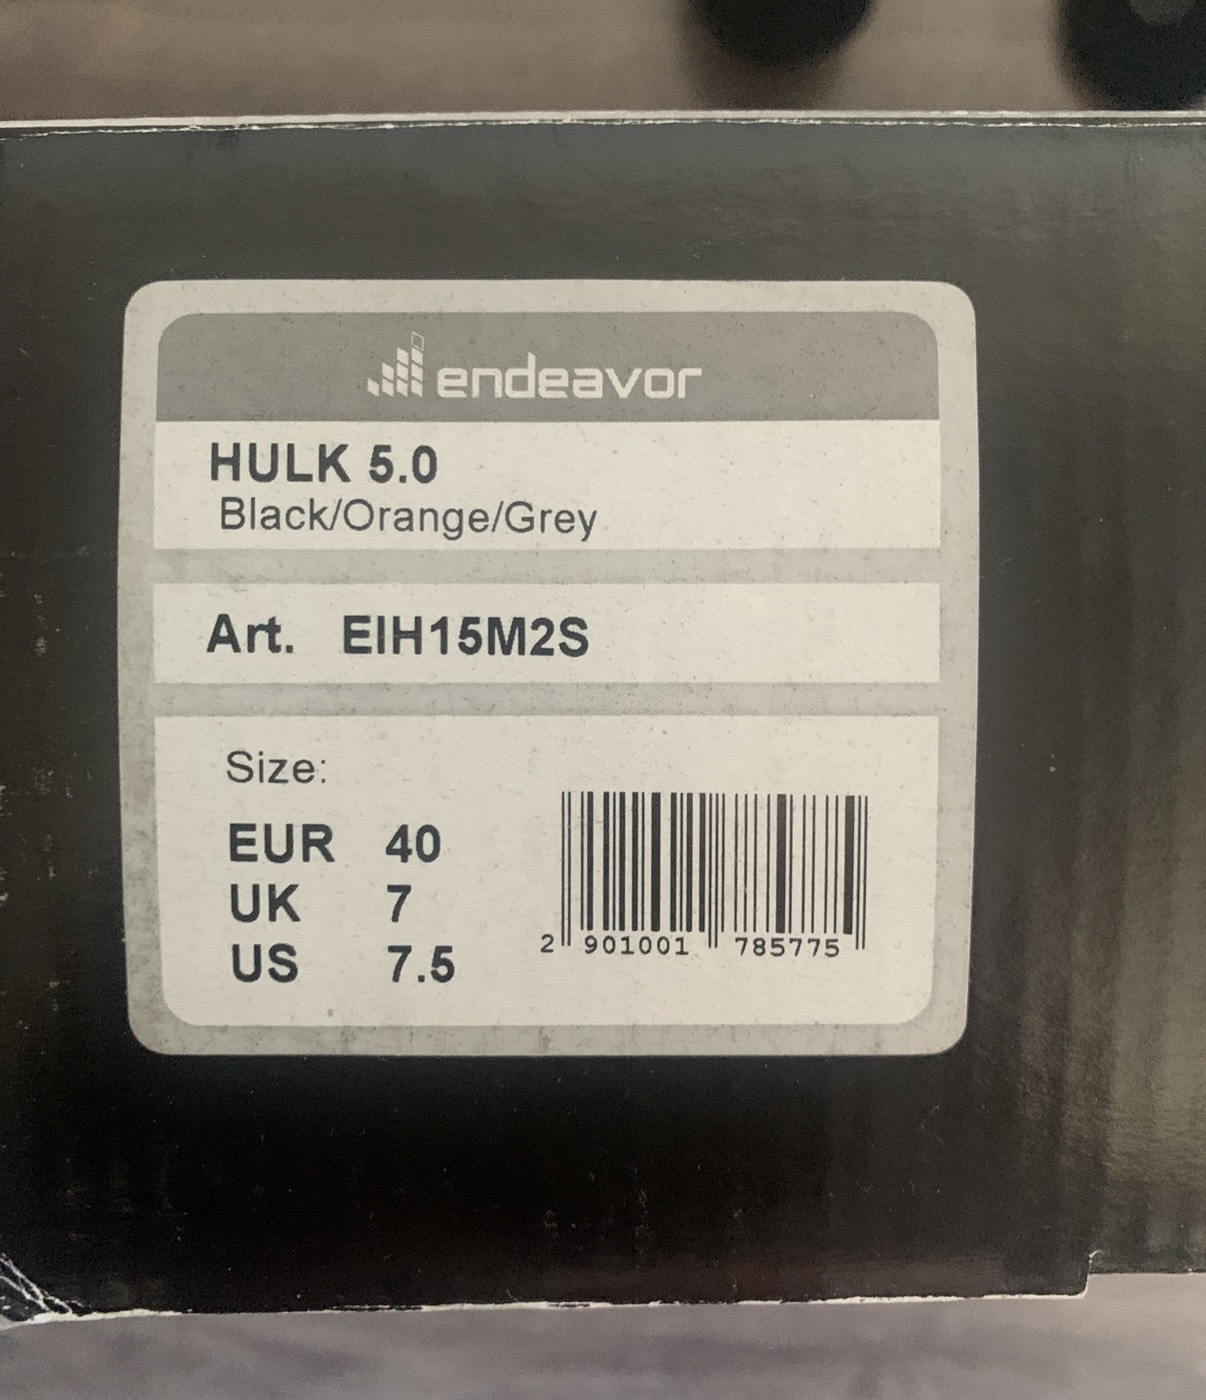 endeavor
HULK 5.0
Black/Orange/Grey
Art. EIH15M2S
Size:
EUR 40
UK 7
US 7.5
2 901001 785775